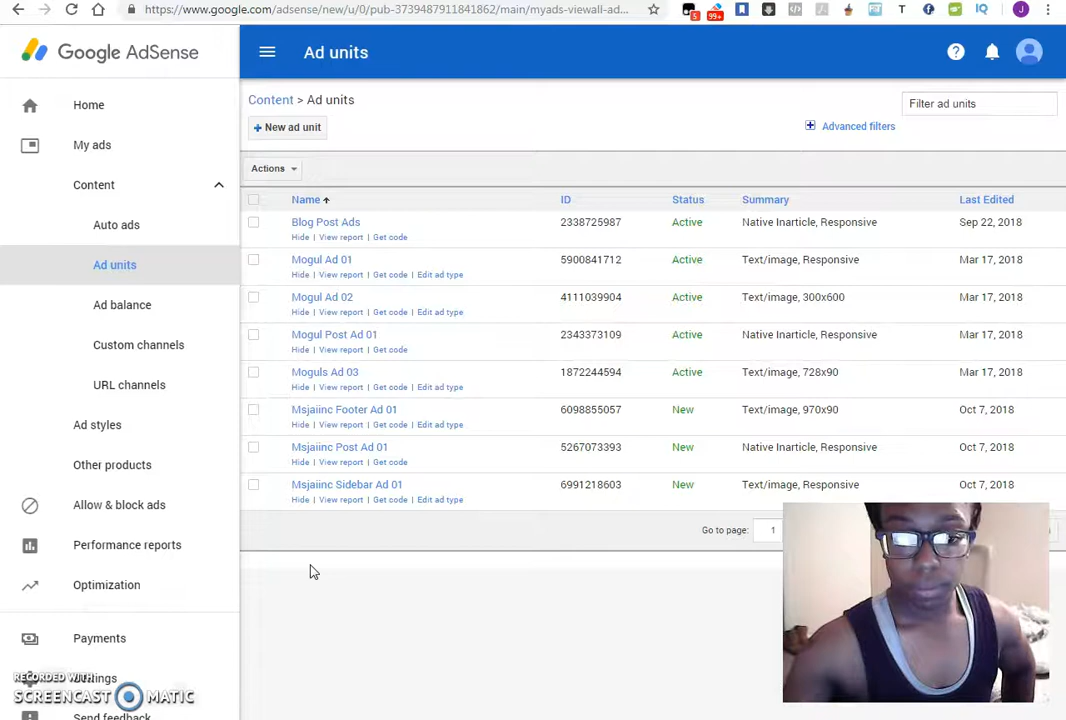 https://www.google.com/adsense/new/u/0/pub-3739487911841862/main/myads-viewall-ad...
5
99+
T
IQ
J
Google AdSense
Ad units
?
Home
My ads
Content
Auto ads
Ad units
Ad balance
Custom channels
URL channels
Ad styles
Other products
Allow & block ads
Performance reports
Optimization
Payments
Send feedback
RECORDED WITH
SCREENCAST MATIC
Content > Ad units
Filter ad units
+ New ad unit
Advanced filters
Actions
Name ID Status Summary Last Edited
Blog Post Ads 2338725987 Active Native Inarticle, Responsive Sep 22, 2018
Hide | View report | Get code
Mogul Ad 01 5900841712 Active Text/image, Responsive Mar 17, 2018
Hide | View report | Get code | Edit ad type
Mogul Ad 02 4111039904 Active Text/image, 300x600 Mar 17, 2018
Hide | View report | Get code | Edit ad type
Mogul Post Ad 01 2343373109 Active Native Inarticle, Responsive Mar 17, 2018
Hide | View report | Get code
Moguls Ad 03 1872244594 Active Text/image, 728x90 Mar 17, 2018
Hide | View report | Get code | Edit ad type
Msjaiinc Footer Ad 01 6098855057 New Text/image, 970x90 Oct 7, 2018
Hide | View report | Get code | Edit ad type
Msjaiinc Post Ad 01 5267073393 New Native Inarticle, Responsive Oct 7, 2018
Hide | View report | Get code
Msjaiinc Sidebar Ad 01 6991218603 New Text/image, Responsive Oct 7, 2018
Hide | View report | Get code | Edit ad type
Go to page: 1